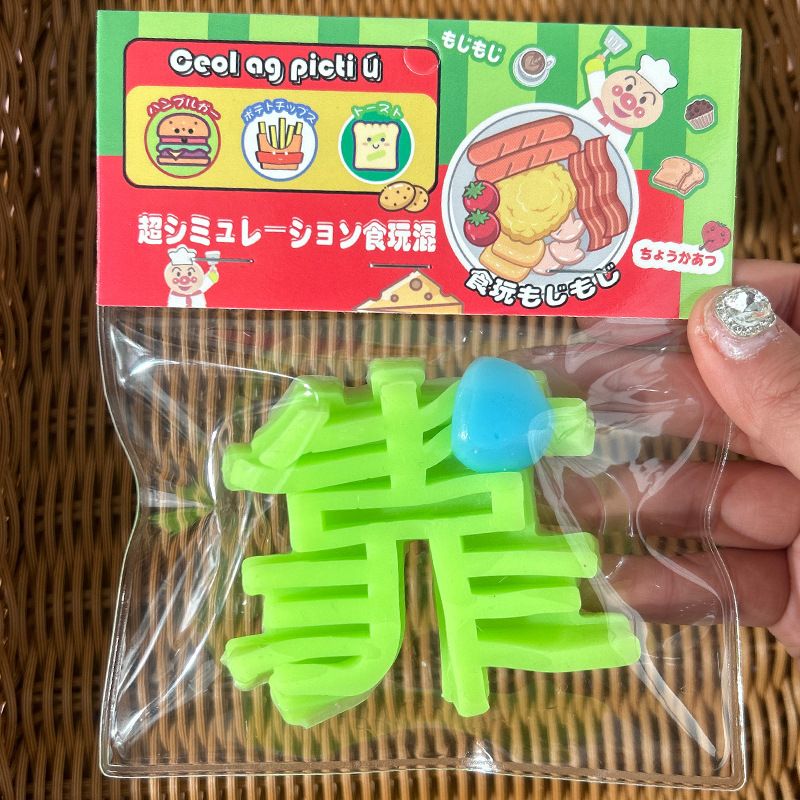 Ceol ag picti ú
もじもじ
ハンブルガー
ポテトチップス
トースト
超シミュレーション食玩混
ちょうかあつ
食玩もじもじ
靠